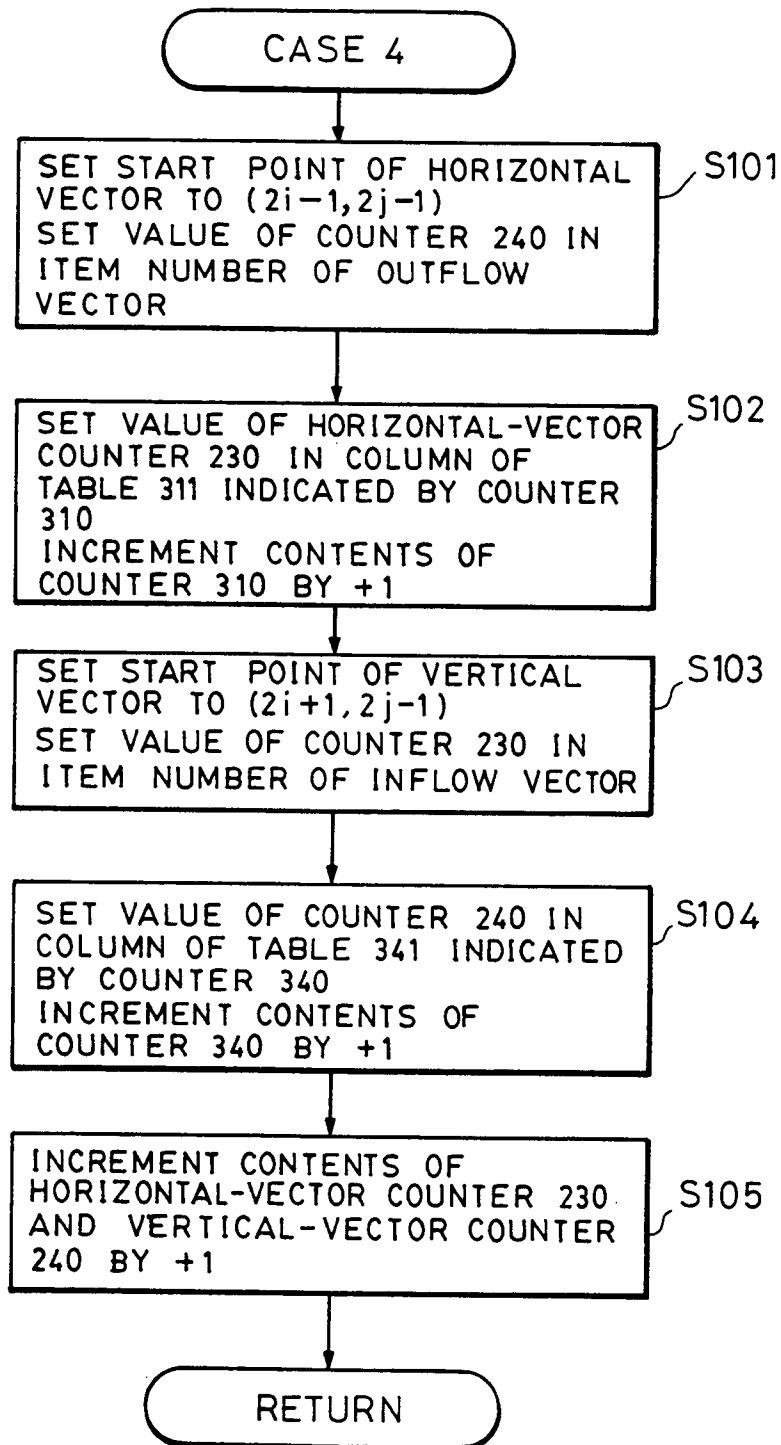 CASE 4
SET START POINT OF HORIZONTAL
VECTOR TO (2i-1,2j-1)
SET VALUE OF COUNTER 240 IN
ITEM NUMBER OF OUTFLOW
VECTOR
S101
SET VALUE OF HORIZONTAL-VECTOR
COUNTER 230 IN COLUMN OF
TABLE 311 INDICATED BY COUNTER
310
INCREMENT CONTENTS OF
COUNTER 310 BY +1
S102
SET START POINT OF VERTICAL
VECTOR TO (2i+1,2j-1)
SET VALUE OF COUNTER 230 IN
ITEM NUMBER OF INFLOW VECTOR
S103
SET VALUE OF COUNTER 240 IN
COLUMN OF TABLE 341 INDICATED
BY COUNTER 340
INCREMENT CONTENTS OF
COUNTER 340 BY +1
S104
INCREMENT CONTENTS OF
HORIZONTAL-VECTOR COUNTER 230
AND VERTICAL-VECTOR COUNTER
240 BY +1
S105
RETURN